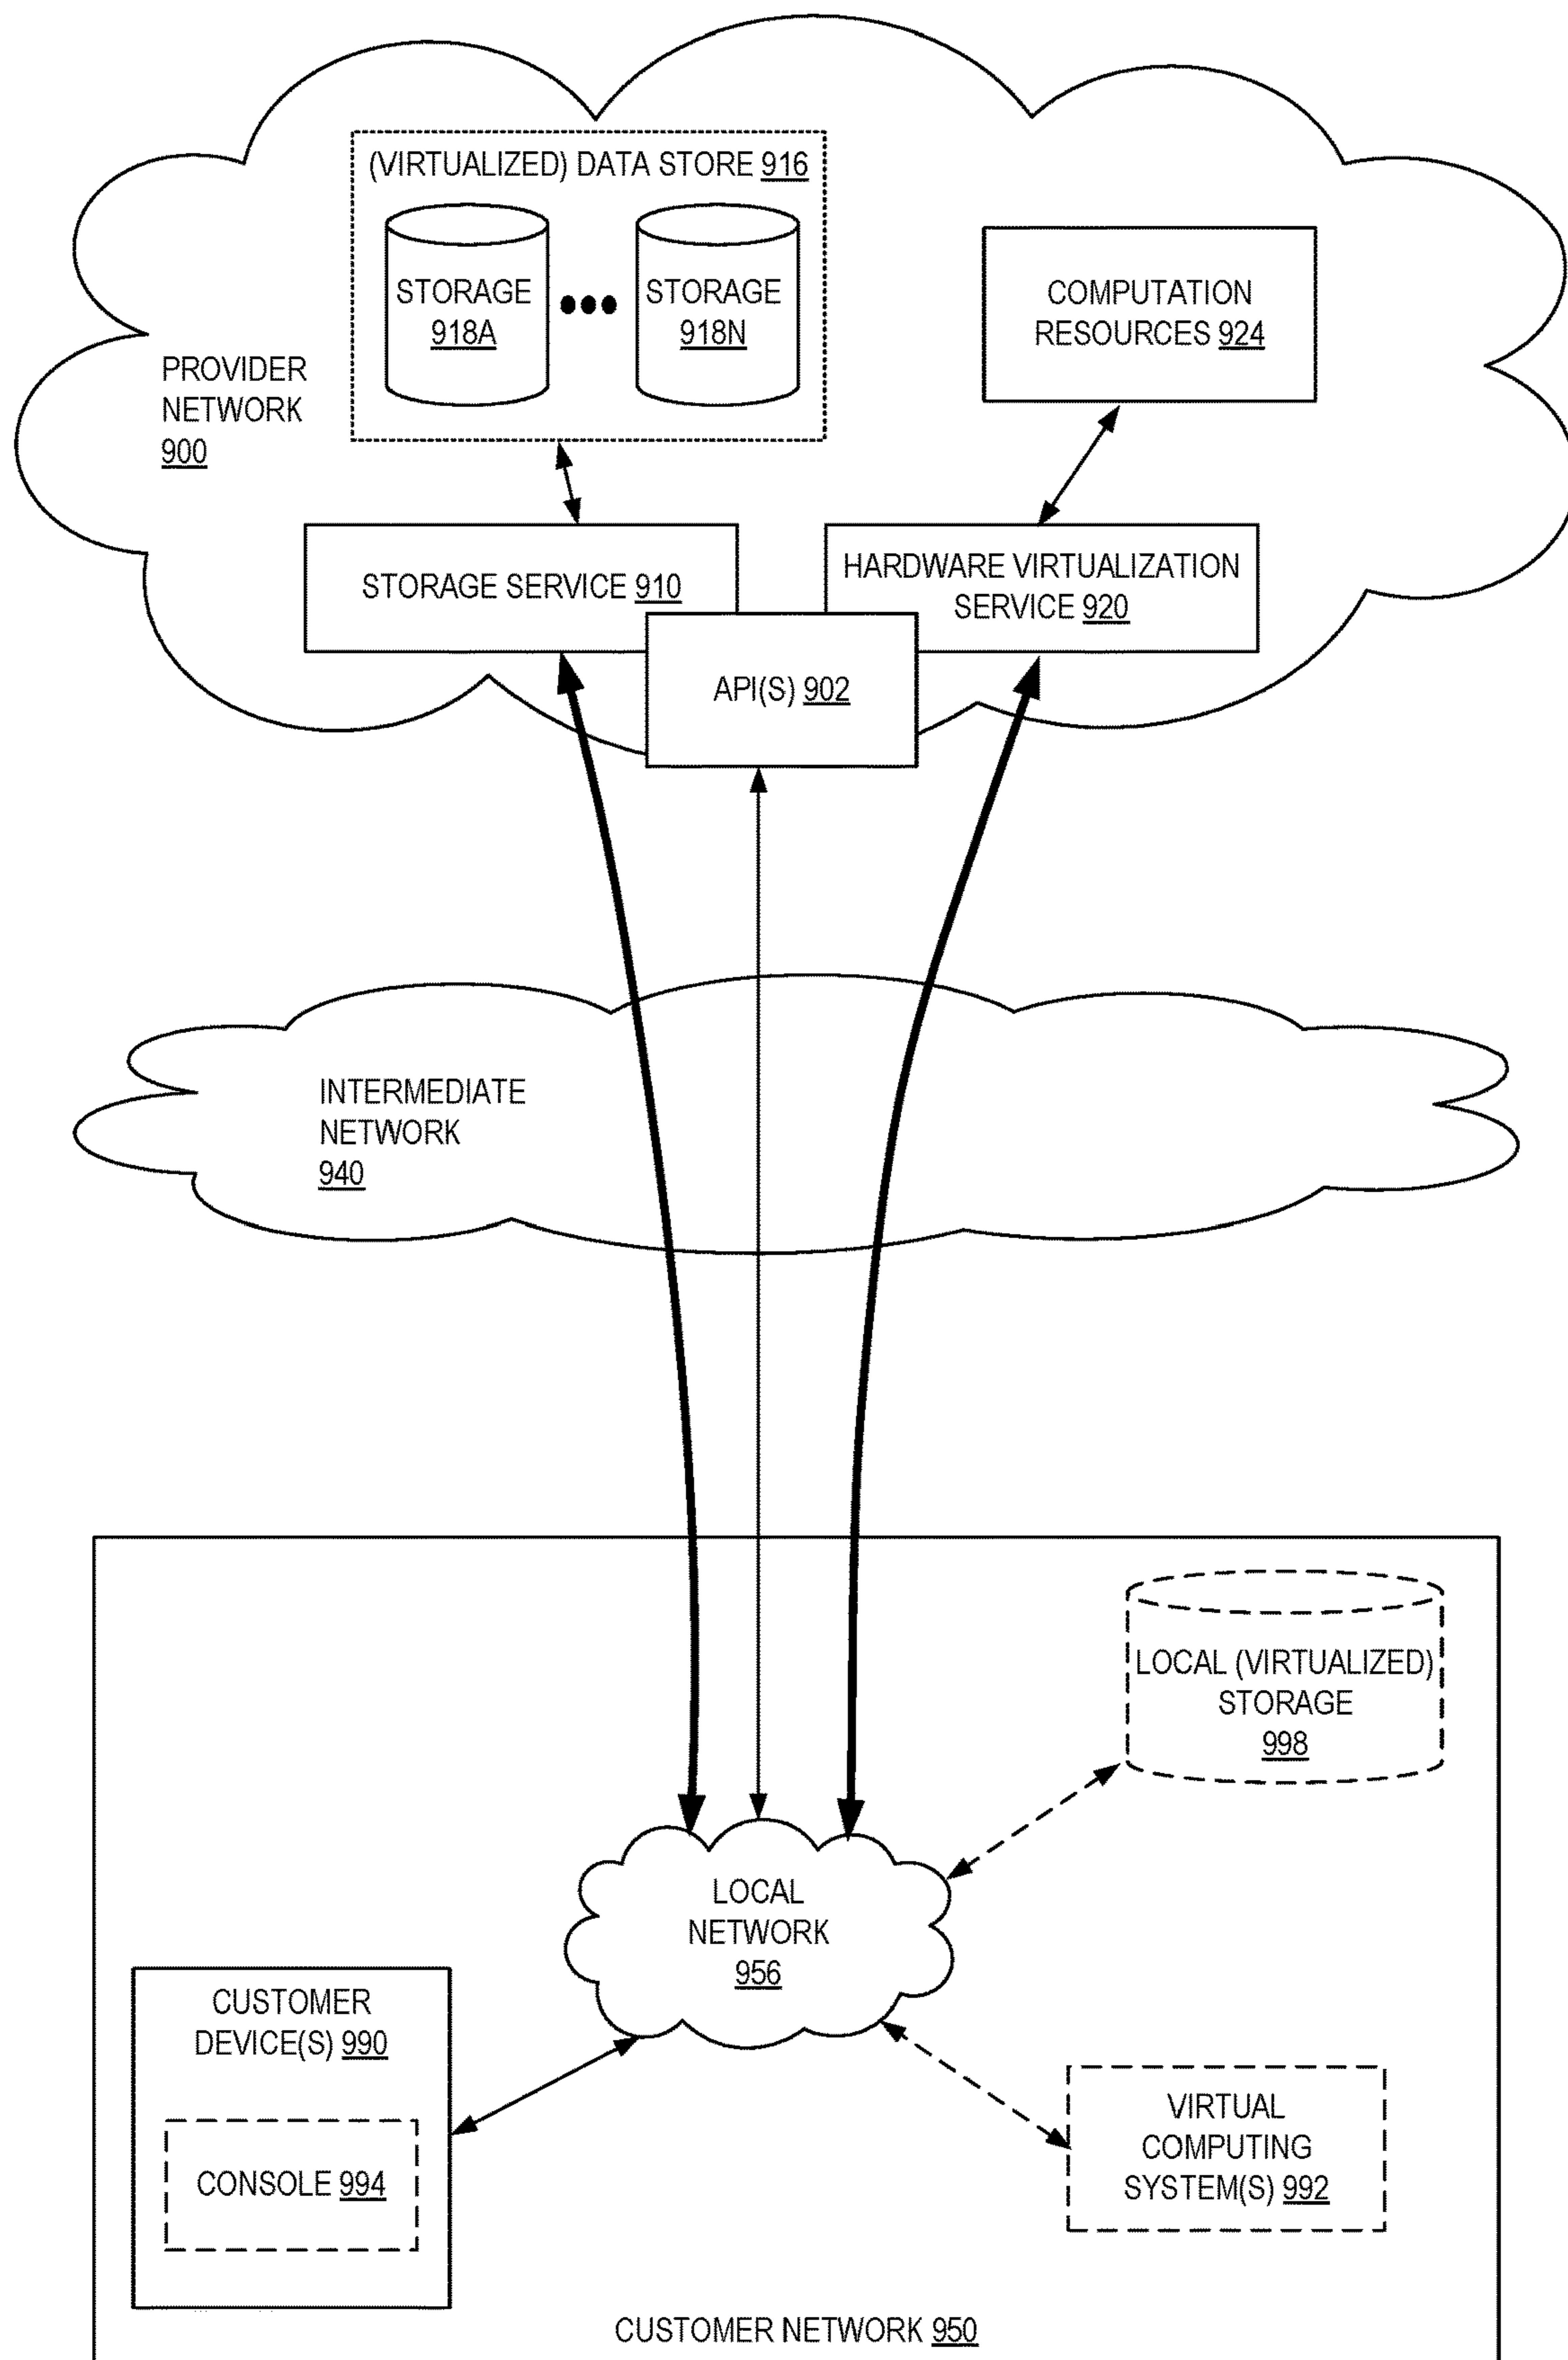 (VIRTUALIZED) DATA STORE 916
STORAGE
918A
STORAGE
918N
COMPUTATION
RESOURCES 924
PROVIDER
NETWORK
900
STORAGE SERVICE 910
HARDWARE VIRTUALIZATION
SERVICE 920
API(S) 902
INTERMEDIATE
NETWORK
940
LOCAL (VIRTUALIZED)
STORAGE
998
LOCAL
NETWORK
956
CUSTOMER
DEVICE(S) 990
CONSOLE 994
VIRTUAL
COMPUTING
SYSTEM(S) 992
CUSTOMER NETWORK 950